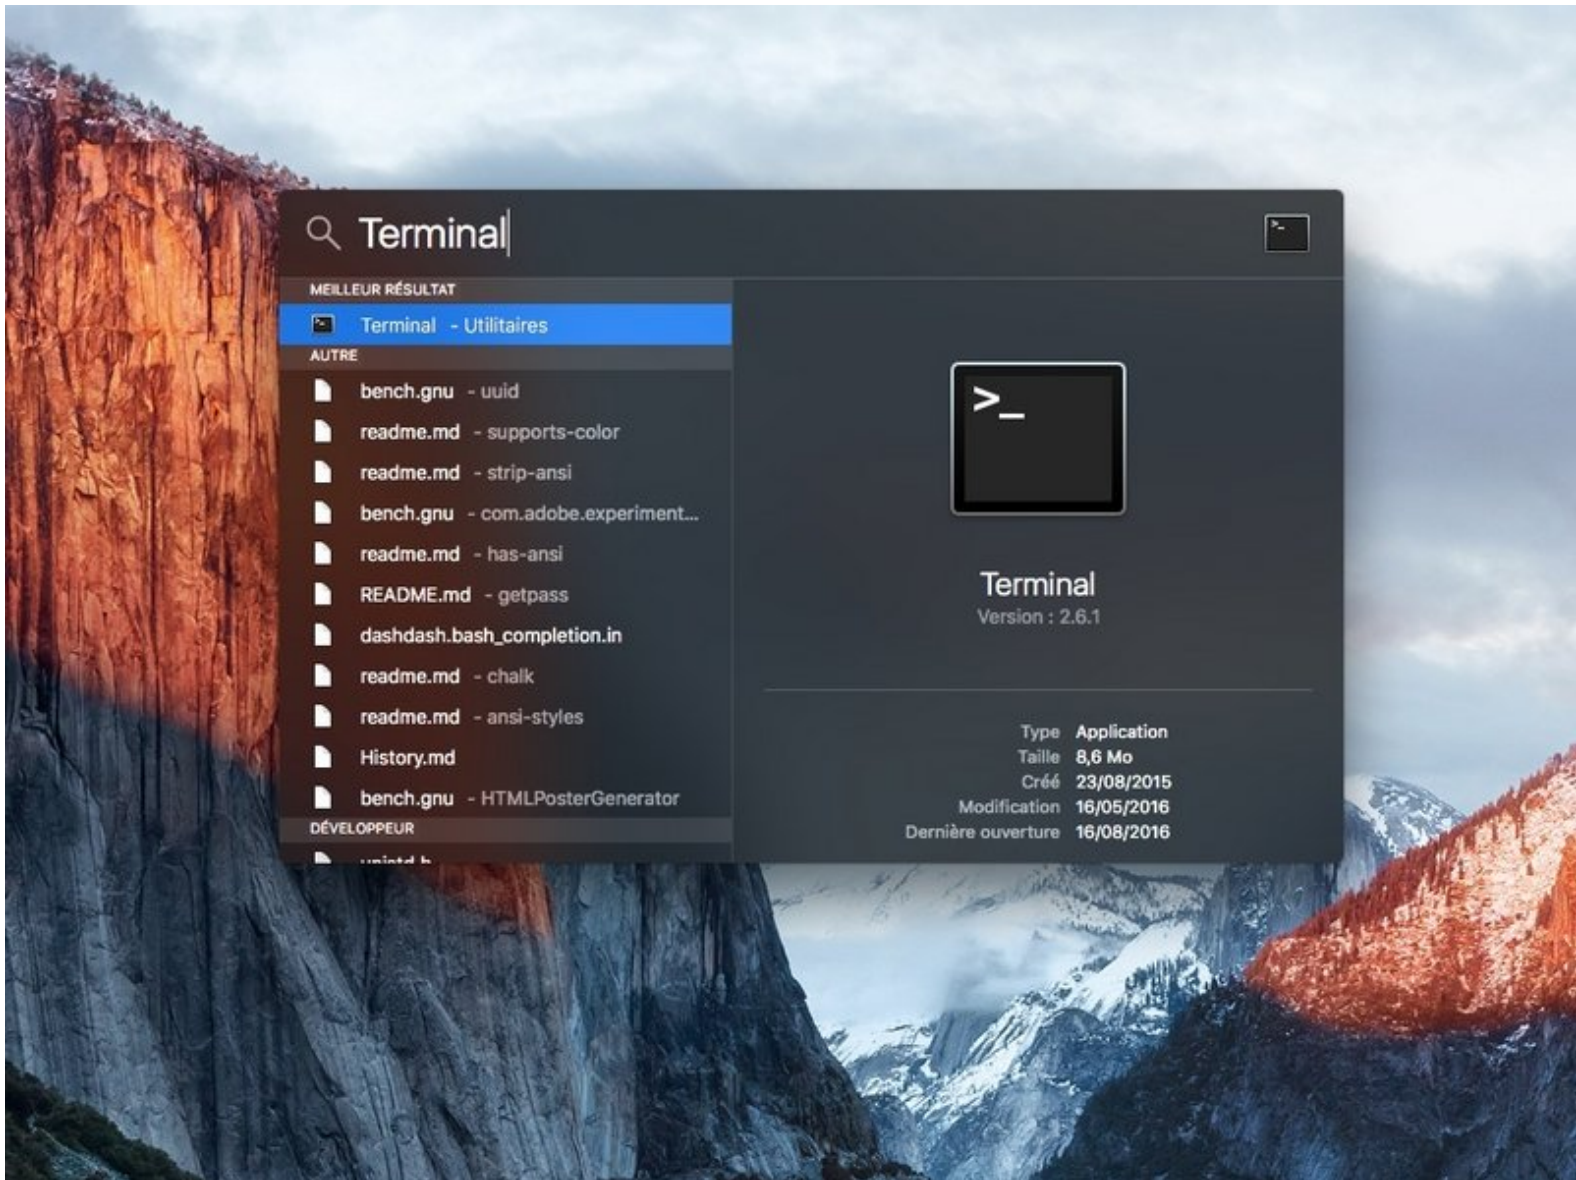 Terminal
MEILLEUR RÉSULTAT
Terminal - Utilitaires
AUTRE
bench.gnu - uuid
readme.md - supports-color
readme.md - strip-ansi
bench.gnu - com.adobe.experiment...
readme.md - has-ansi
README.md - getpass
dashdash.bash_completion.in
readme.md - chalk
readme.md - ansi-styles
History.md
bench.gnu - HTMLPosterGenerator
DÉVELOPPEUR
>_
Terminal
Version : 2.6.1
Type Application
Taille 8,6 Mo
Créé 23/08/2015
Modification 16/05/2016
Dernière ouverture 16/08/2016